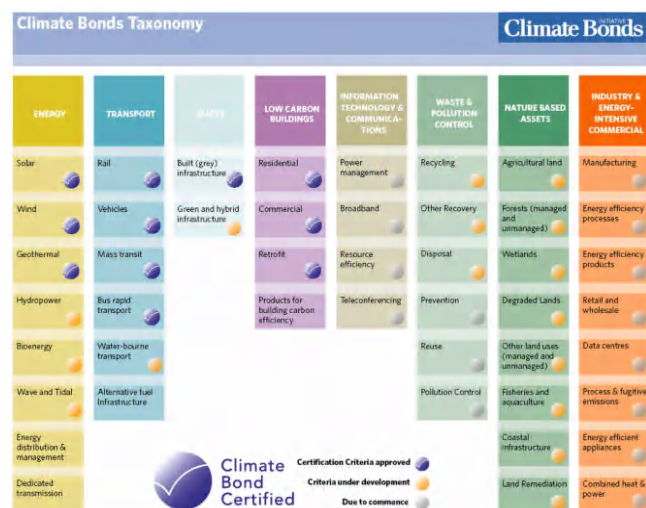 Climate Bonds Taxonomy
Climate Bonds
INITIATIVE
ENERGY
Solar
Wind
Geothermal
Hydropower
Bioenergy
Wave and Tidal
Energy
distribution &
management
Dedicated
transmission
TRANSPORT
Rail
Vehicles
Mass transit
Bus rapid
transport
Water-bourne
transport
Alternative fuel
Infrastructure
Built (grey)
infrastructure
Green and hybrid
infrastructure
LOW CARBON
BUILDINGS
Residential
Commercial
Retrofit
Products for
building carbon
efficiency
INFORMATION
TECHNOLOGY &
COMMUNICA-
TIONS
Power
management
Broadband
Resource
efficiency
Teleconferencing
WASTE &
POLLUTION
CONTROL
Recycling
Other Recovery
Disposal
Prevention
Reuse
Pollution Control
NATURE BASED
ASSETS
Agricultural land
Forests (managed
and
unmanaged)
Wetlands
Degraded Lands
Other land uses
(managed and
unmanaged)
Fisheries and
aquaculture
Coastal
infrastructure
Land Remediation
INDUSTRY &
ENERGY-
INTENSIVE
COMMERCIAL
Manufacturing
Energy efficiency
processes
Energy efficiency
products
Retail and
wholesale
Data centres
Process & fugitive
emissions
Energy efficient
appliances
Combined heat &
power
Climate
Bond
Certified
Certification Criteria approved
Criteria under development
Due to commence